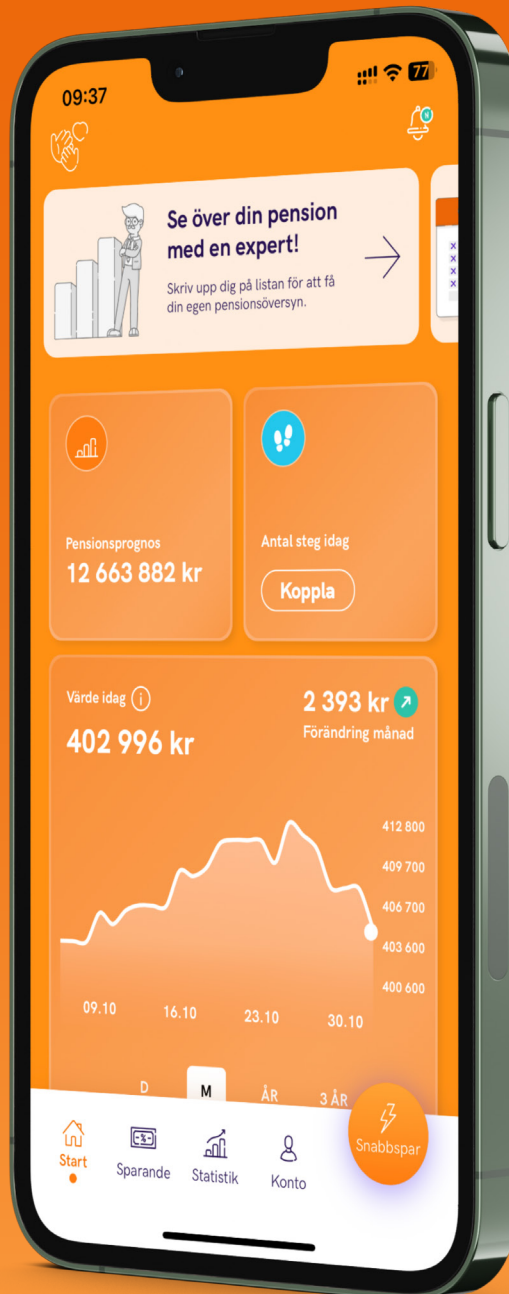 09:37
77
Se över din pension
med en expert!
Skriv upp dig på listan för att få
din egen pensionsöversyn.
x
x
x
x
Pensionsprognos
12 663 882 kr
Antal steg idag
Koppla
Värde idag i
402 996 kr
2 393 kr
Förändring månad
412 800
409 700
406 700
403 600
400 600
09.10
16.10
23.10
30.10
D
M
ÅR
3 ÅR
Start
Sparande
Statistik
Konto
Snabbspar